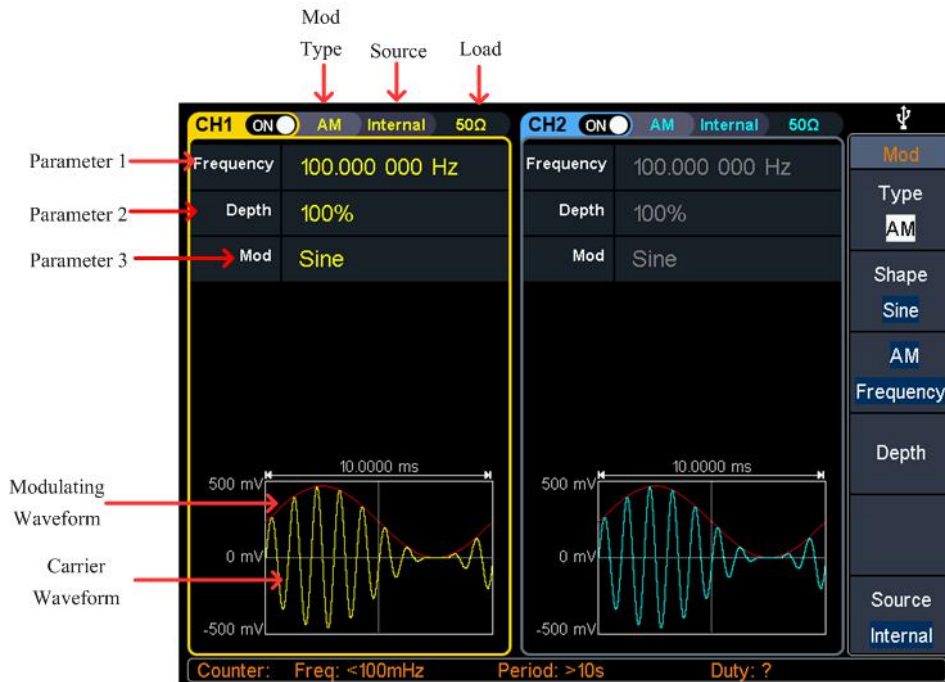 Mod
Type
Source
Load
CH1 ON AM Internal 50Ω
CH2 ON AM Internal 50Ω
Parameter 1
Frequency 100.000 000 Hz
Parameter 2
Depth 100%
Parameter 3
Mod Sine
Frequency 100.000 000 Hz
Depth 100%
Mod Sine
Mod
Type
AM
Shape
Sine
AM
Frequency
Depth
Source
Internal
Modulating
Waveform
Carrier
Waveform
10.0000 ms
500 mV
0 mV
-500 mV
10.0000 ms
500 mV
0 mV
-500 mV
Counter: Freq: <100mHz Period: >10s Duty: ?